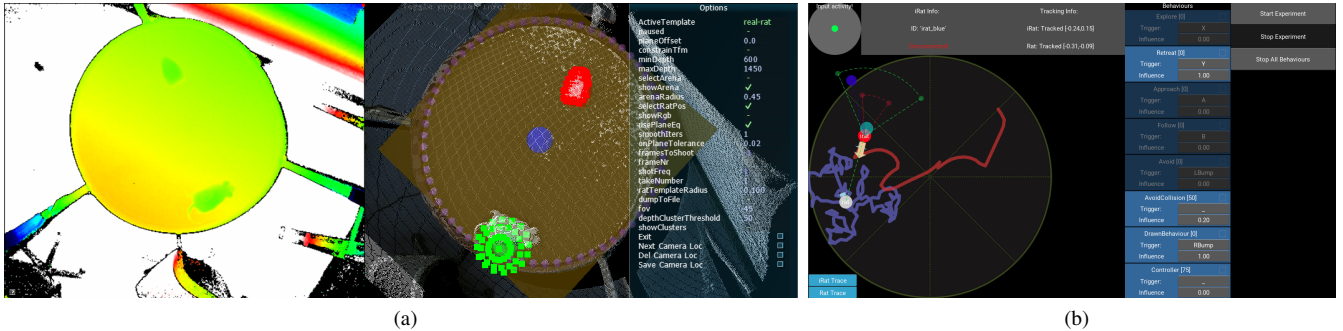 Options
ActiveTemplate real-rat
paused -
planeOffset 0.0
constrainTfm -
minDepth 600
maxDepth 1450
selectArena -
showArena ✓
arenaRadius 0.45
selectRatPos ✓
showRgb -
usePlaneEq ✓
smoothIters 1
onPlaneTolerance 0.02
framesToShoot
frameNr
shotFreq
takeNumber
ratTemplateRadius 0.160
dumpToFile
fov 45
depthClusterThreshold 50
showClusters
Exit
Next Camera Loc
Del Camera Loc
Save Camera Loc
(a)
Input activity:
iRat Info:
ID: 'irat_blue'
Tracking Info:
iRat: Tracked [-0.24,0.15]
Rat: Tracked [-0.31,-0.09]
irat
rat
iRat Trace
Rat Trace
Behaviours
Explore [0]
Trigger: X
Influence 0.00
Retreat [0]
Trigger: Y
Influence 1.00
Approach [0]
Trigger: A
Influence 0.00
Follow [0]
Trigger: B
Influence 0.00
Avoid [0]
Trigger: LBump
Influence 0.00
AvoidCollision [50]
Trigger: _
Influence 0.20
DrawnBehaviour [0]
Trigger: RBump
Influence 1.00
Controller [75]
Trigger: _
Influence 0.00
Start Experiment
Stop Experiment
Stop All Behaviours
(b)